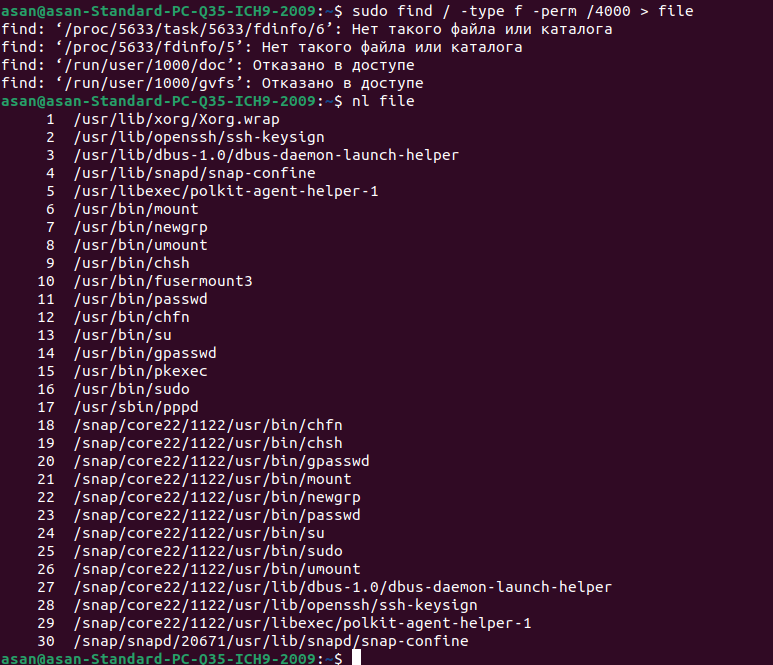 asan@asan-Standard-PC-Q35-ICH9-2009:~$ sudo find / -type f -perm /4000 > file
find: ‘/proc/5633/task/5633/fdinfo/6’: Нет такого файла или каталога
find: ‘/proc/5633/fdinfo/5’: Нет такого файла или каталога
find: ‘/run/user/1000/doc’: Отказано в доступе
find: ‘/run/user/1000/gvfs’: Отказано в доступе
asan@asan-Standard-PC-Q35-ICH9-2009:~$ nl file
     1	/usr/lib/xorg/Xorg.wrap
     2	/usr/lib/openssh/ssh-keysign
     3	/usr/lib/dbus-1.0/dbus-daemon-launch-helper
     4	/usr/lib/snapd/snap-confine
     5	/usr/libexec/polkit-agent-helper-1
     6	/usr/bin/mount
     7	/usr/bin/newgrp
     8	/usr/bin/umount
     9	/usr/bin/chsh
    10	/usr/bin/fusermount3
    11	/usr/bin/passwd
    12	/usr/bin/chfn
    13	/usr/bin/su
    14	/usr/bin/gpasswd
    15	/usr/bin/pkexec
    16	/usr/bin/sudo
    17	/usr/sbin/pppd
    18	/snap/core22/1122/usr/bin/chfn
    19	/snap/core22/1122/usr/bin/chsh
    20	/snap/core22/1122/usr/bin/gpasswd
    21	/snap/core22/1122/usr/bin/mount
    22	/snap/core22/1122/usr/bin/newgrp
    23	/snap/core22/1122/usr/bin/passwd
    24	/snap/core22/1122/usr/bin/su
    25	/snap/core22/1122/usr/bin/sudo
    26	/snap/core22/1122/usr/bin/umount
    27	/snap/core22/1122/usr/lib/dbus-1.0/dbus-daemon-launch-helper
    28	/snap/core22/1122/usr/lib/openssh/ssh-keysign
    29	/snap/core22/1122/usr/libexec/polkit-agent-helper-1
    30	/snap/snapd/20671/usr/lib/snapd/snap-confine
asan@asan-Standard-PC-Q35-ICH9-2009:~$